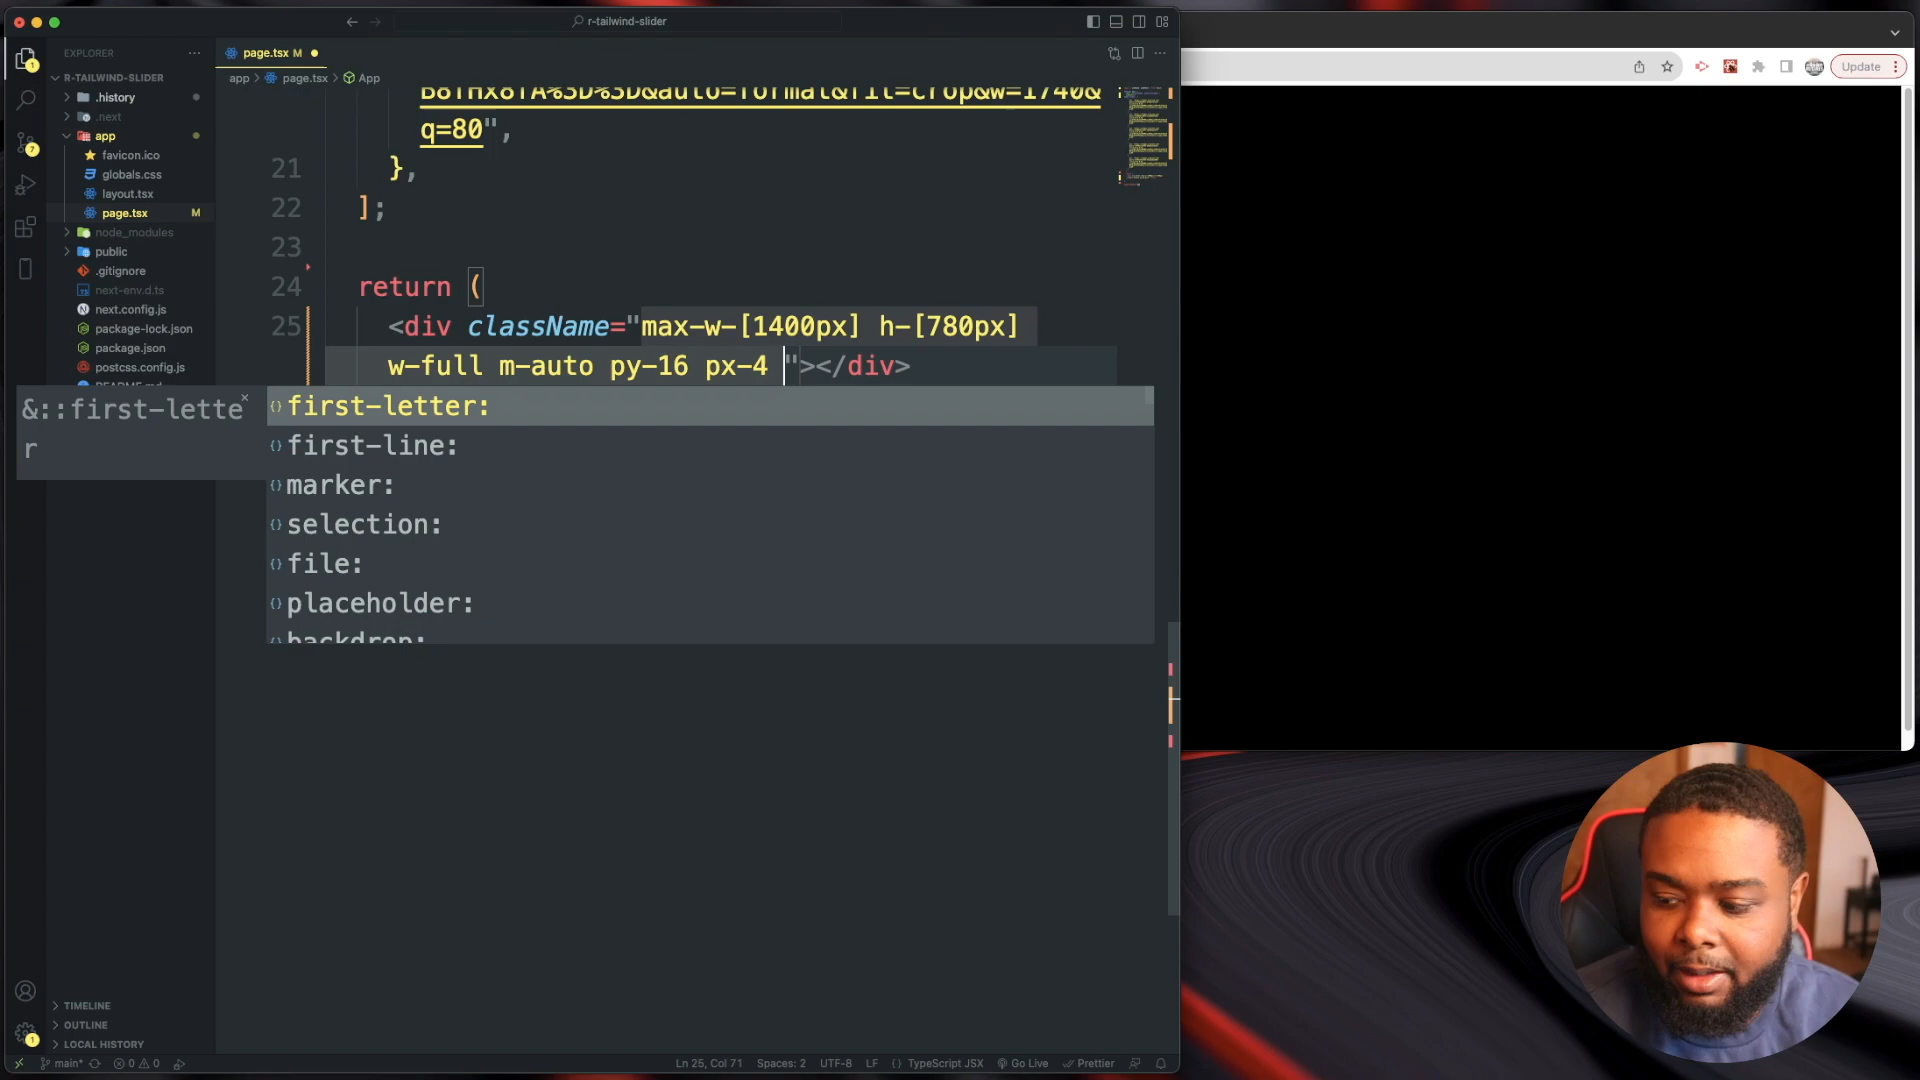 r-tailwind-slider
EXPLORER
R-TAILWIND-SLIDER
.history
.next
app
favicon.ico
globals.css
layout.tsx
page.tsx M
node_modules
public
.gitignore
next-env.d.ts
next.config.js
package-lock.json
package.json
postcss.config.js
README.md
TIMELINE
OUTLINE
LOCAL HISTORY
page.tsx M
app > page.tsx > App
B8fHx8fA%3D%3D&auto=format&fit=crop&w=1740&
q=80",
21 },
22 ];
23
24 return (
25 <div className="max-w-[1400px] h-[780px]
w-full m-auto py-16 px-4 "></div>
&::first-lette
r
first-letter:
first-line:
marker:
selection:
file:
placeholder:
backdrop:
main* 0 0
Ln 25, Col 71 Spaces: 2 UTF-8 LF {} TypeScript JSX Go Live Prettier
Update
1
7
1